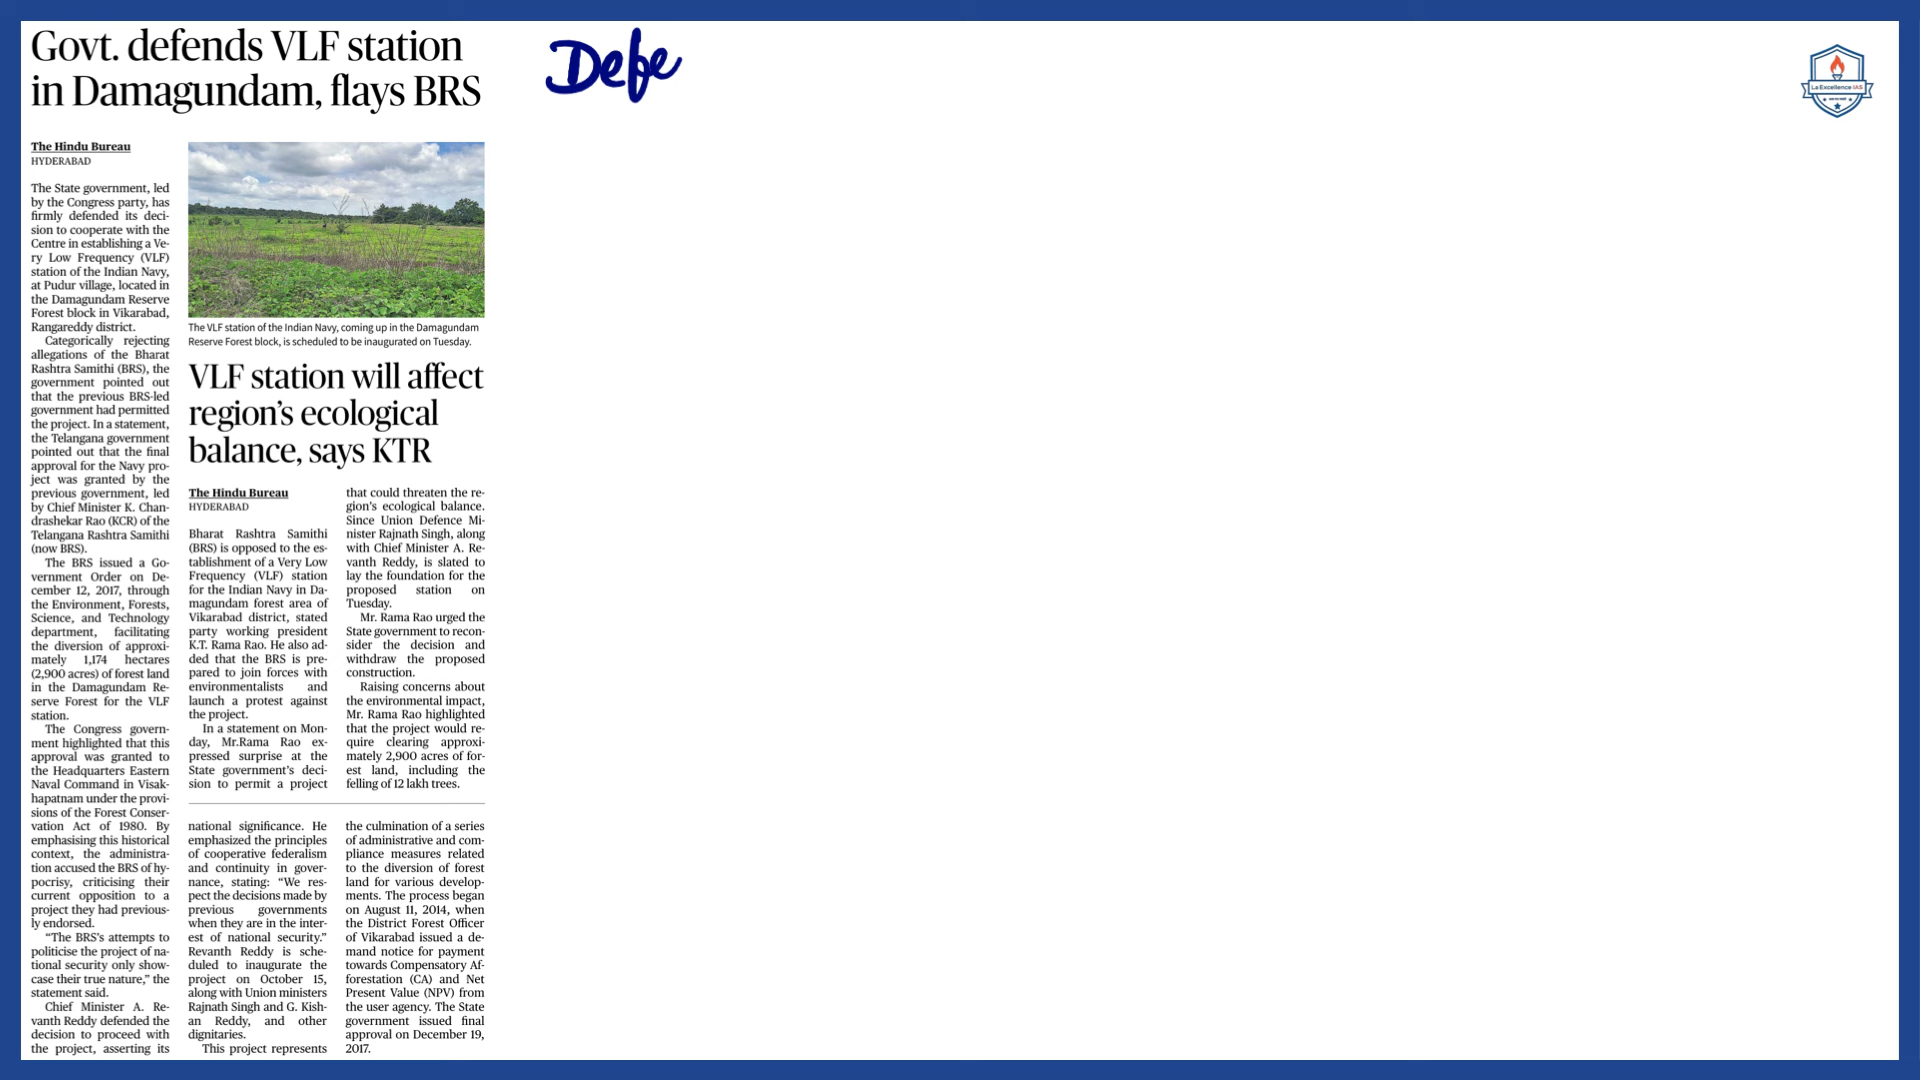 Govt. defends VLF station
in Damagundam, flays BRS
The Hindu Bureau
HYDERABAD
The State government, led
by the Congress party, has
firmly defended its deci-
sion to cooperate with the
Centre in establishing a Ve-
ry Low Frequency (VLF)
station of the Indian Navy,
at Pudur village, located in
the Damagundam Reserve
Forest block in Vikarabad,
Rangareddy district.
Categorically rejecting
allegations of the Bharat
Rashtra Samithi (BRS), the
government pointed out
that the previous BRS-led
government had permitted
the project. In a statement,
the Telangana government
pointed out that the final
approval for the Navy pro-
ject was granted by the
previous government, led
by Chief Minister K. Chan-
drashekar Rao (KCR) of the
Telangana Rashtra Samithi
(now BRS).
The BRS issued a Go-
vernment Order on De-
cember 12, 2017, through
the Environment, Forests,
Science, and Technology
department, facilitating
the diversion of approxi-
mately 1,174 hectares
(2,900 acres) of forest land
in the Damagundam Re-
serve Forest for the VLF
station.
The Congress govern-
ment highlighted that this
approval was granted to
the Headquarters Eastern
Naval Command in Visak-
hapatnam under the provi-
sions of the Forest Conser-
vation Act of 1980. By
emphasising this historical
context, the administra-
tion accused the BRS of hy-
pocrisy, criticising their
current opposition to a
project they had previous-
ly endorsed.
“The BRS’s attempts to
politicise the project of na-
tional security only show-
case their true nature,” the
statement said.
Chief Minister A. Re-
vanth Reddy defended the
decision to proceed with
the project, asserting its
The VLF station of the Indian Navy, coming up in the Damagundam
Reserve Forest block, is scheduled to be inaugurated on Tuesday.
VLF station will affect
region’s ecological
balance, says KTR
The Hindu Bureau
HYDERABAD
Bharat Rashtra Samithi
(BRS) is opposed to the es-
tablishment of a Very Low
Frequency (VLF) station
for the Indian Navy in Da-
magundam forest area of
Vikarabad district, stated
party working president
K.T. Rama Rao. He also ad-
ded that the BRS is pre-
pared to join forces with
environmentalists and
launch a protest against
the project.
In a statement on Mon-
day, Mr.Rama Rao ex-
pressed surprise at the
State government’s deci-
sion to permit a project
that could threaten the re-
gion’s ecological balance.
Since Union Defence Mi-
nister Rajnath Singh, along
with Chief Minister A. Re-
vanth Reddy, is slated to
lay the foundation for the
proposed station on
Tuesday.
Mr. Rama Rao urged the
State government to recon-
sider the decision and
withdraw the proposed
construction.
Raising concerns about
the environmental impact,
Mr. Rama Rao highlighted
that the project would re-
quire clearing approxi-
mately 2,900 acres of for-
est land, including the
felling of 12 lakh trees.
national significance. He
emphasized the principles
of cooperative federalism
and continuity in gover-
nance, stating: “We res-
pect the decisions made by
previous governments
when they are in the inter-
est of national security.”
Revanth Reddy is sche-
duled to inaugurate the
project on October 15,
along with Union ministers
Rajnath Singh and G. Kish-
an Reddy, and other
dignitaries.
This project represents
the culmination of a series
of administrative and com-
pliance measures related
to the diversion of forest
land for various develop-
ments. The process began
on August 11, 2014, when
the District Forest Officer
of Vikarabad issued a de-
mand notice for payment
towards Compensatory Af-
forestation (CA) and Net
Present Value (NPV) from
the user agency. The State
government issued final
approval on December 19,
2017.
Defe
La Excellence IAS